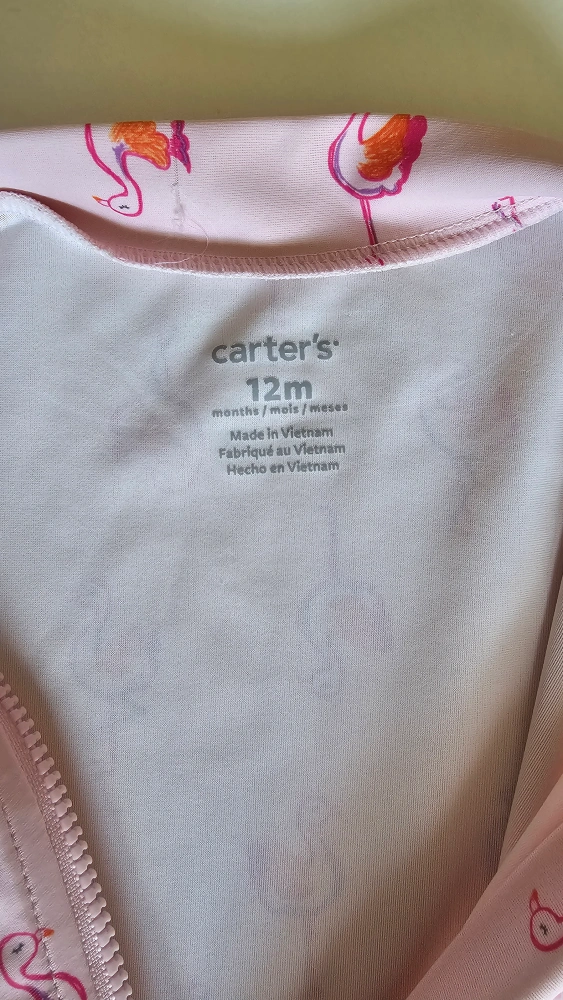 carter's
12m
months / mois / meses
Made in Vietnam
Fabriqué au Vietnam
Hecho en Vietnam